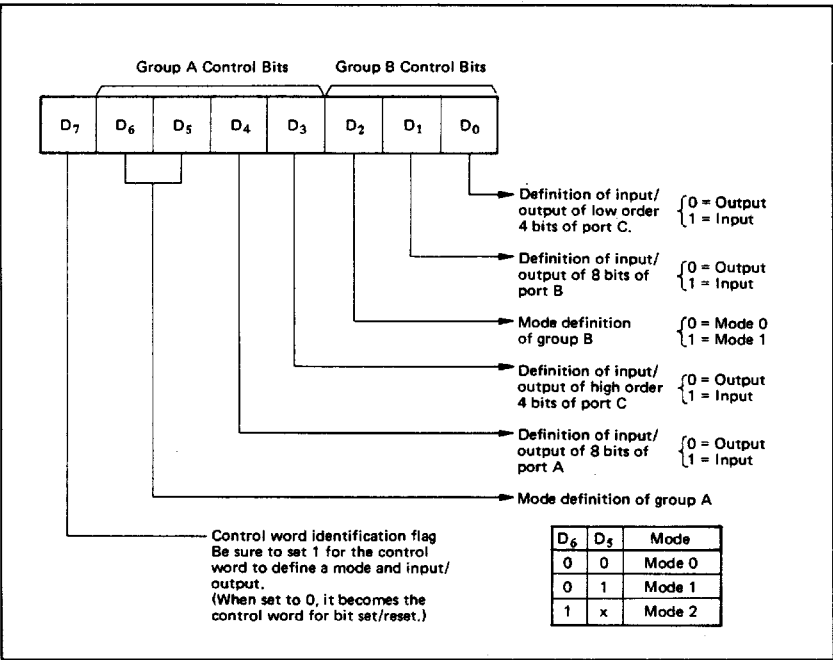 Group A Control Bits Group B Control Bits
D7 D6 D5 D4 D3 D2 D1 D0
Definition of input/
output of low order
4 bits of port C.
0 = Output
1 = Input
Definition of input/
output of 8 bits of
port B
0 = Output
1 = Input
Mode definition
of group B
0 = Mode 0
1 = Mode 1
Definition of input/
output of high order
4 bits of port C
0 = Output
1 = Input
Definition of input/
output of 8 bits of
port A
0 = Output
1 = Input
Mode definition of group A
Control word identification flag
Be sure to set 1 for the control
word to define a mode and input/
output.
(When set to 0, it becomes the
control word for bit set/reset.)
D6 D5 Mode
0 0 Mode 0
0 1 Mode 1
1 x Mode 2